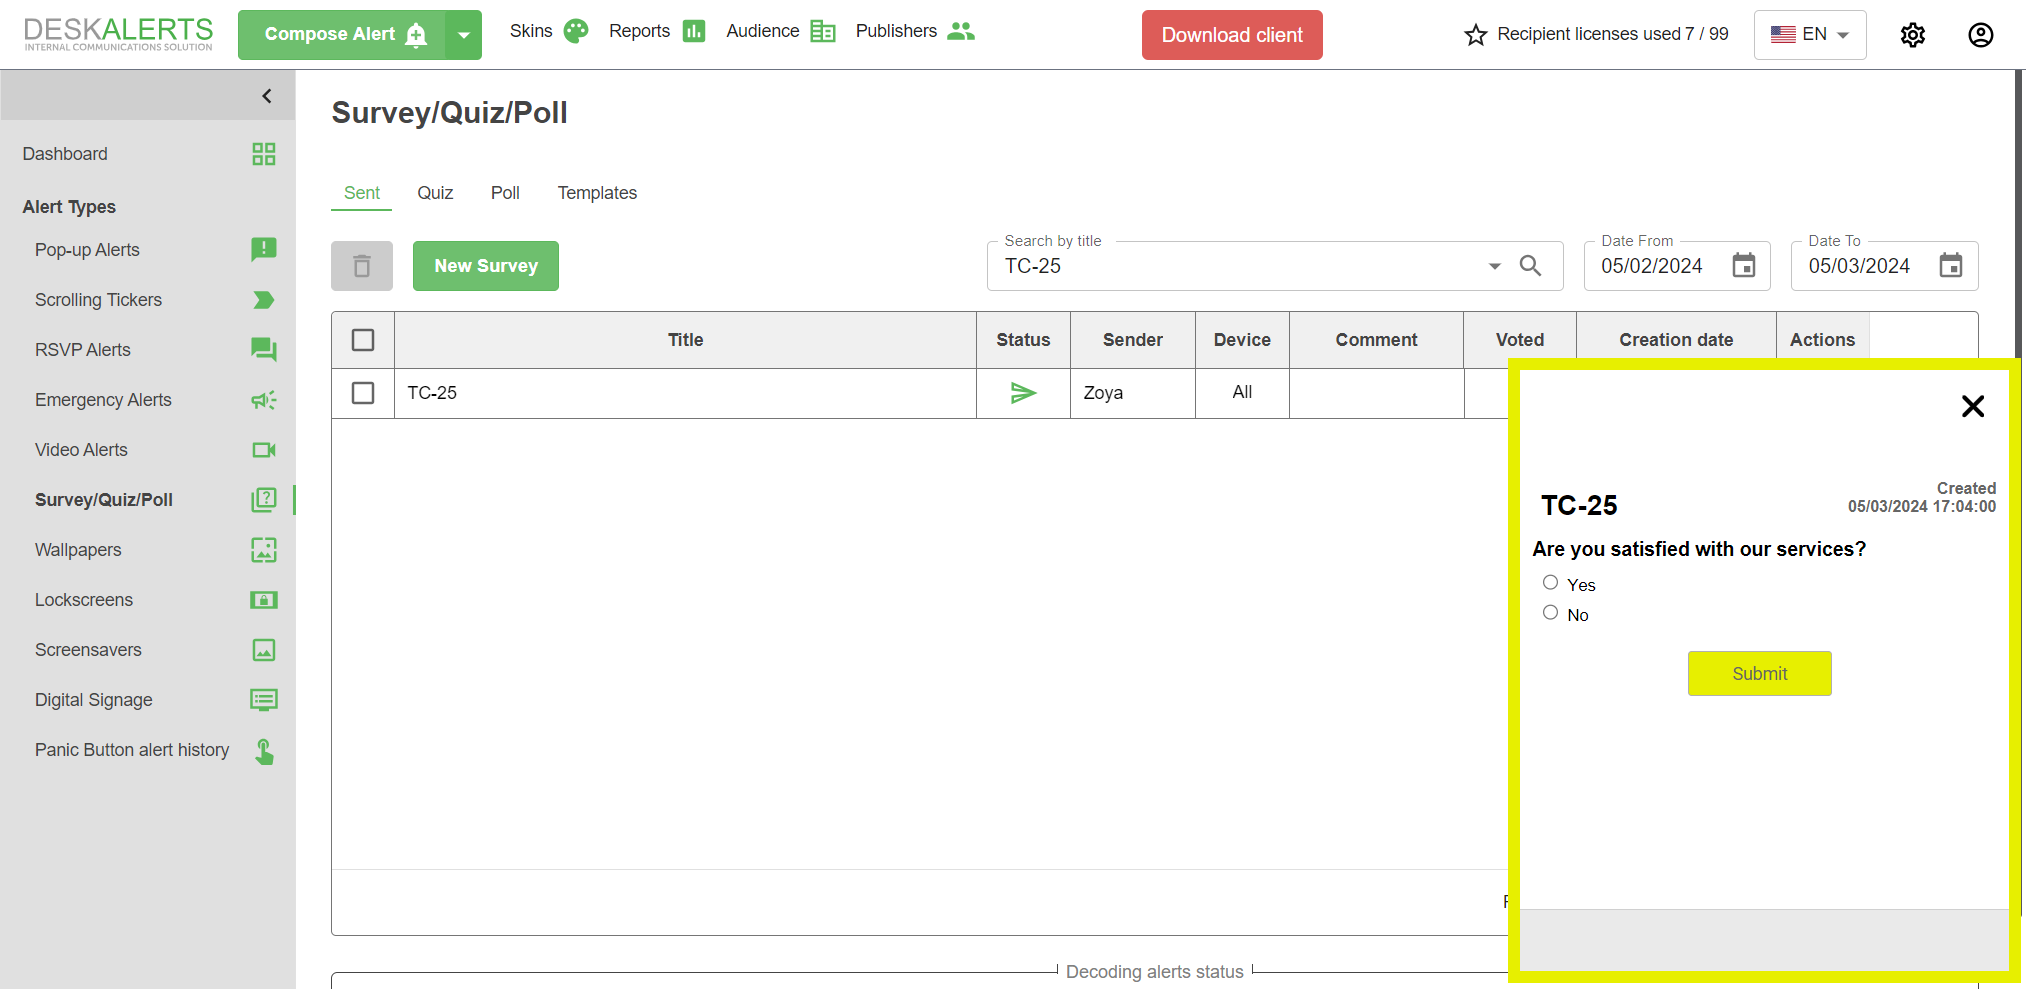 DESKALERTS
INTERNAL COMMUNICATIONS SOLUTION
Compose Alert
Skins
Reports
Audience
Publishers
Download client
Recipient licenses used 7 / 99
EN
Dashboard
Alert Types
Pop-up Alerts
Scrolling Tickers
RSVP Alerts
Emergency Alerts
Video Alerts
Survey/Quiz/Poll
Wallpapers
Lockscreens
Screensavers
Digital Signage
Panic Button alert history
Survey/Quiz/Poll
Sent Quiz Poll Templates
New Survey
Search by title
TC-25
Date From
05/02/2024
Date To
05/03/2024
Title Status Sender Device Comment Voted Creation date Actions
TC-25 Zoya All
Decoding alerts status
Created
05/03/2024 17:04:00
TC-25
Are you satisfied with our services?
Yes
No
Submit